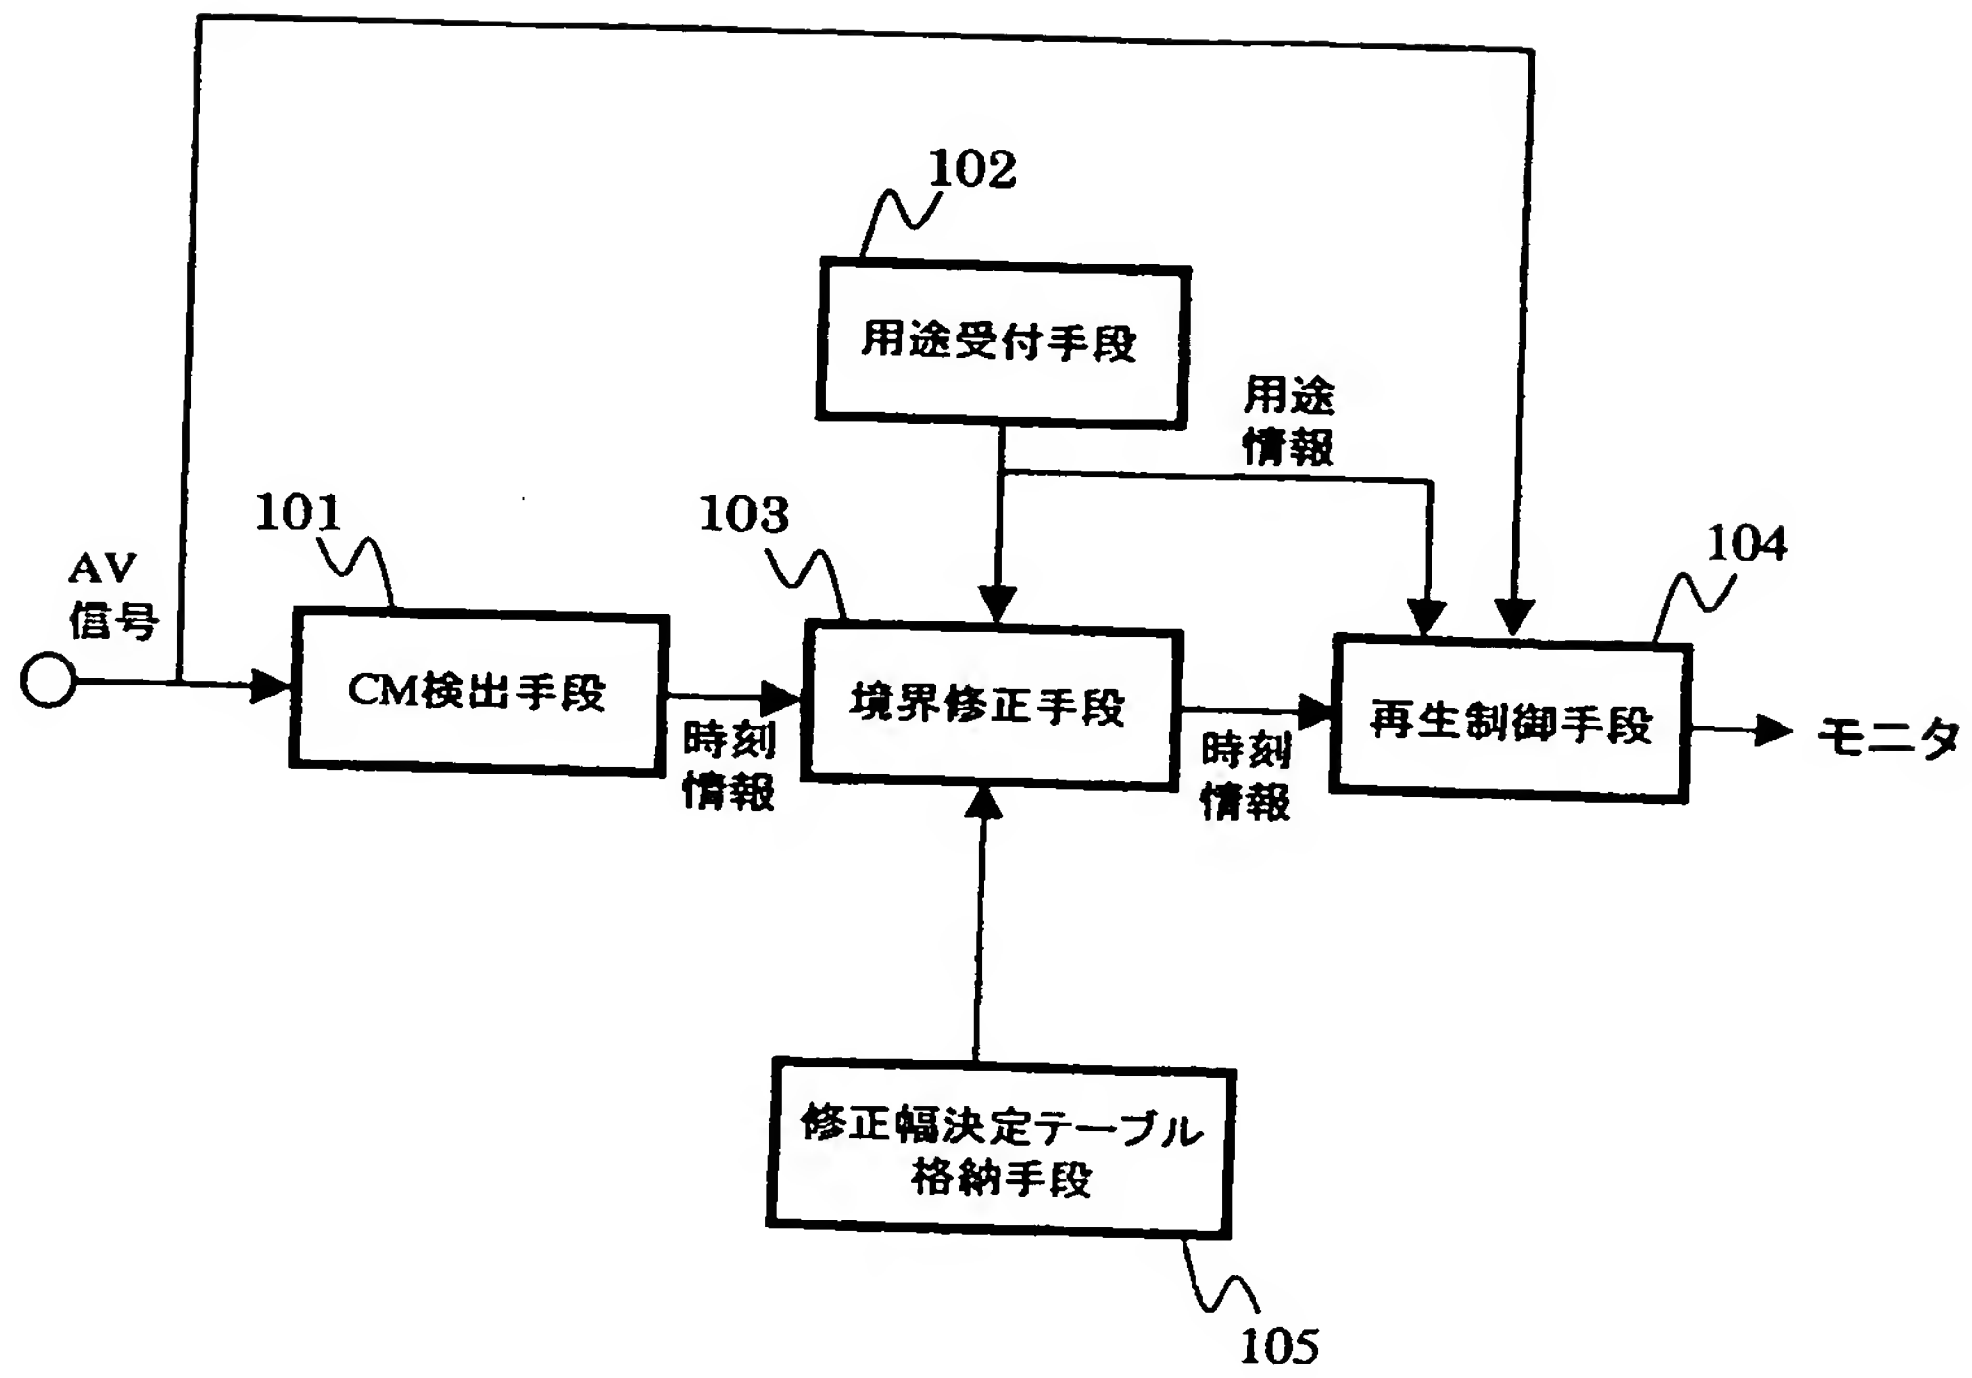 102
用途受付手段
用途
情報
101
103
104
AV
信号
CM検出手段
境界修正手段
再生制御手段
モニタ
時刻
情報
時刻
情報
修正幅決定テーブル
格納手段
105